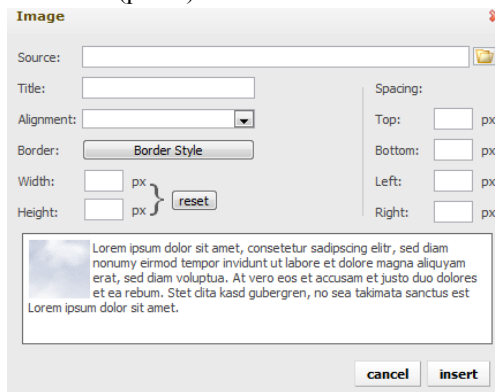 Image
Source:
Title:
Spacing:
Alignment:
Top: px
Border: Border Style
Bottom: px
Width: px
Left: px
} reset
Height: px
Right: px
Lorem ipsum dolor sit amet, consetetur sadipscing elitr, sed diam
nonumy eirmod tempor invidunt ut labore et dolore magna aliquyam
erat, sed diam voluptua. At vero eos et accusam et justo duo dolores
et ea rebum. Stet clita kasd gubergren, no sea takimata sanctus est
Lorem ipsum dolor sit amet.
cancel insert